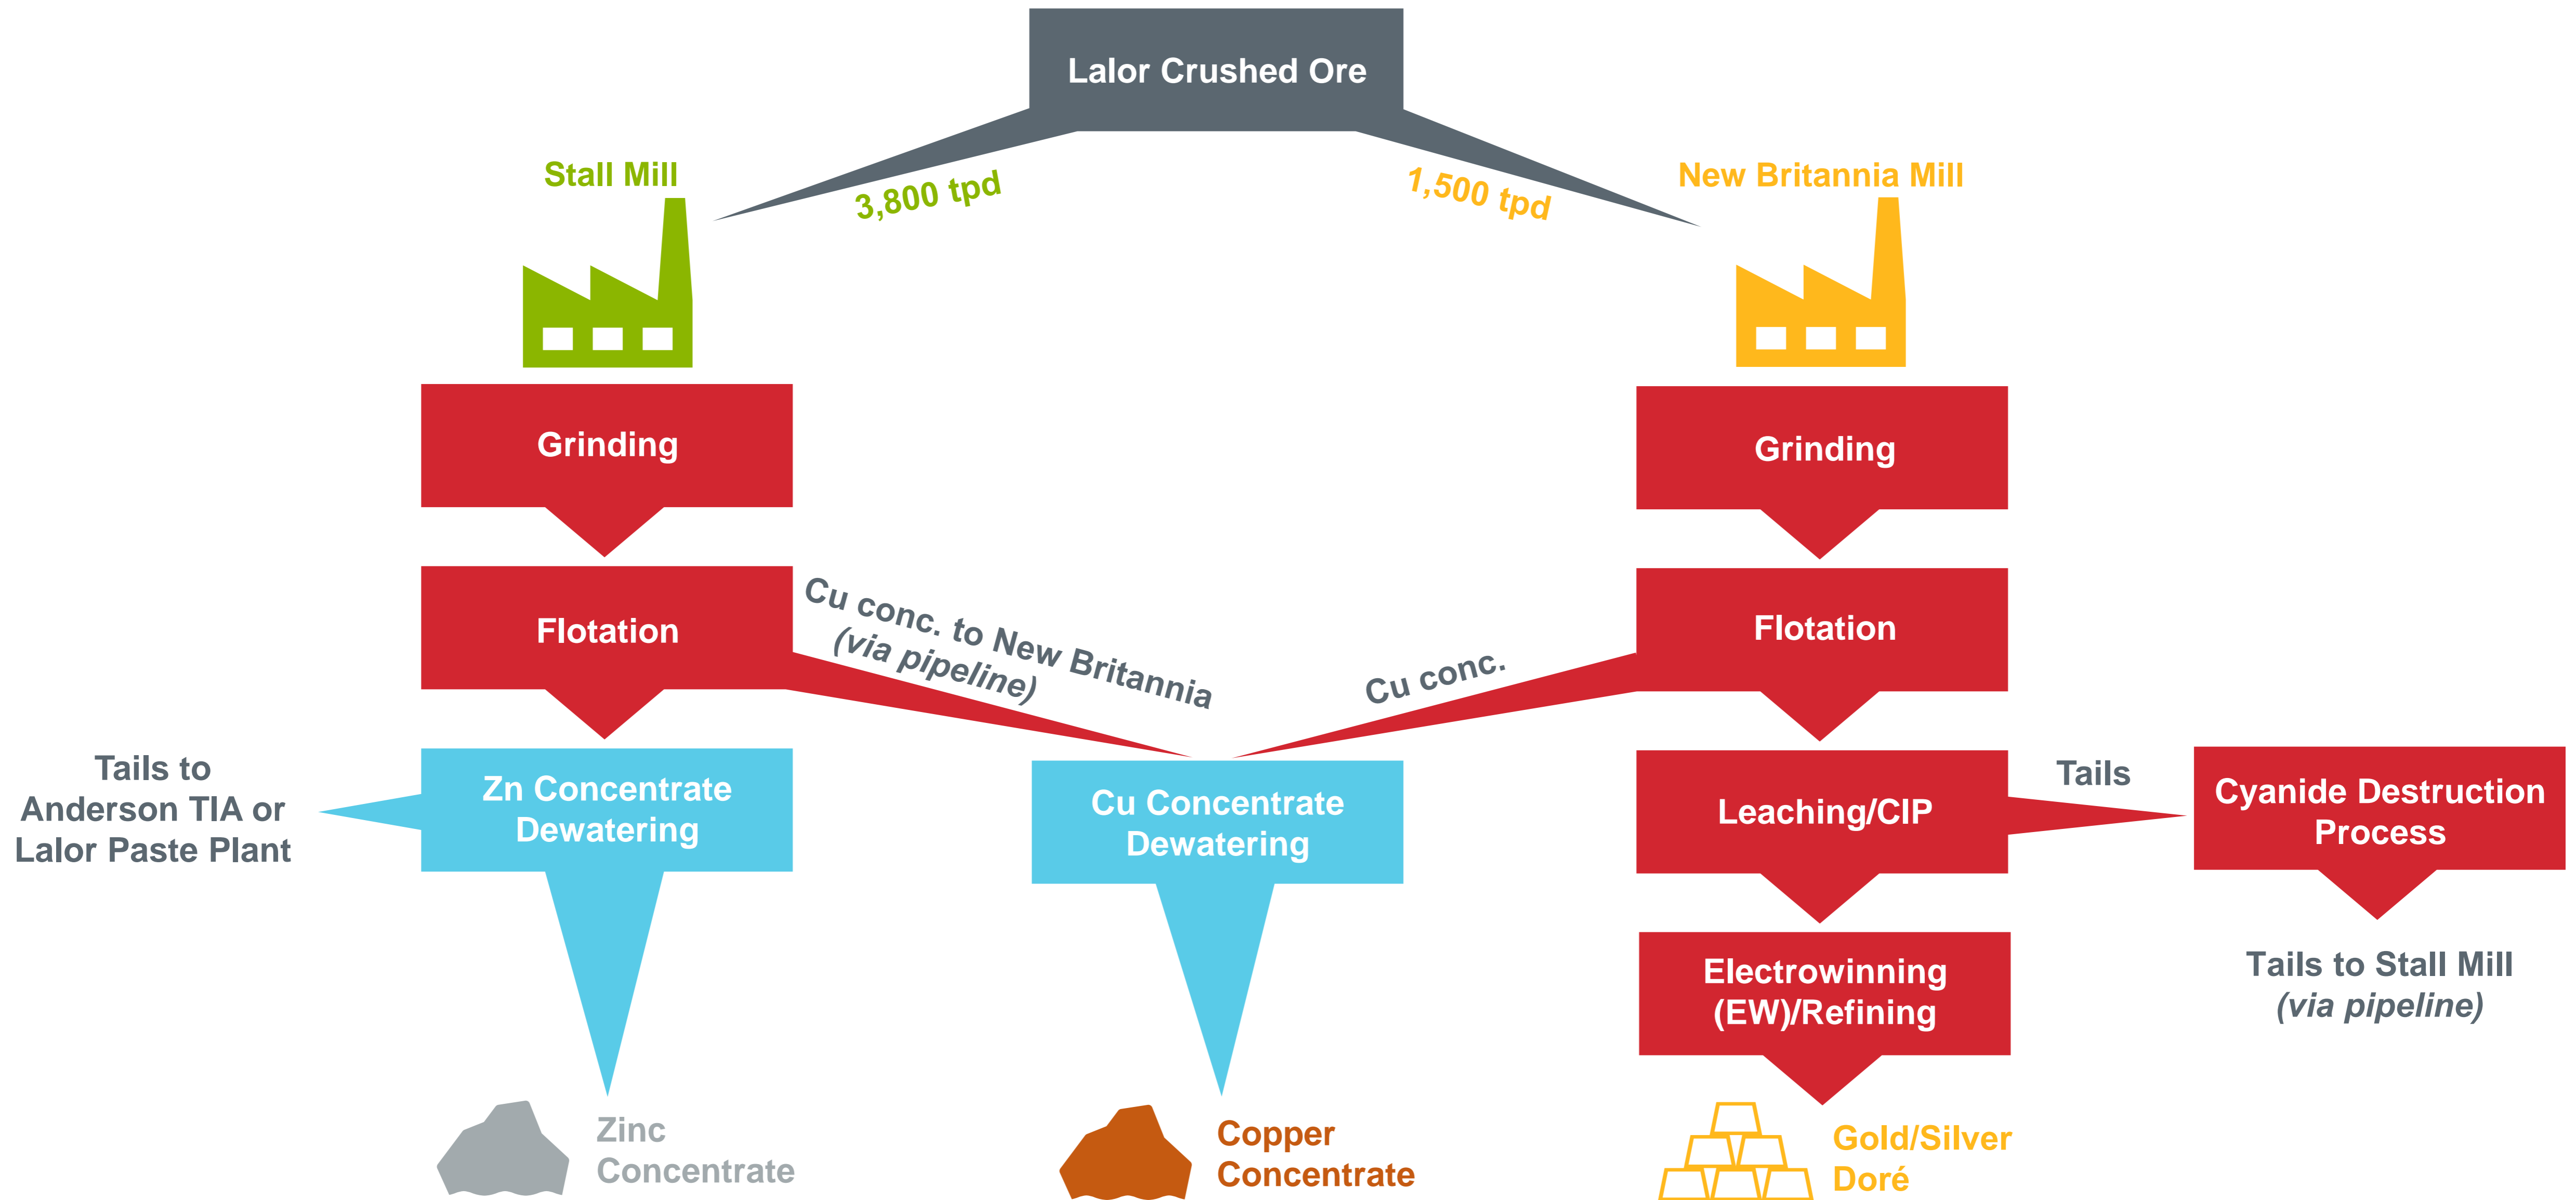 Lalor Crushed Ore
Stall Mill
3,800 tpd
1,500 tpd
New Britannia Mill
Grinding
Grinding
Flotation
Cu conc. to New Britannia
(via pipeline)
Cu conc.
Flotation
Tails to
Anderson TIA or
Lalor Paste Plant
Zn Concentrate
Dewatering
Cu Concentrate
Dewatering
Leaching/CIP
Tails
Cyanide Destruction
Process
Electrowinning
(EW)/Refining
Tails to Stall Mill
(via pipeline)
Zinc
Concentrate
Copper
Concentrate
Gold/Silver
Doré